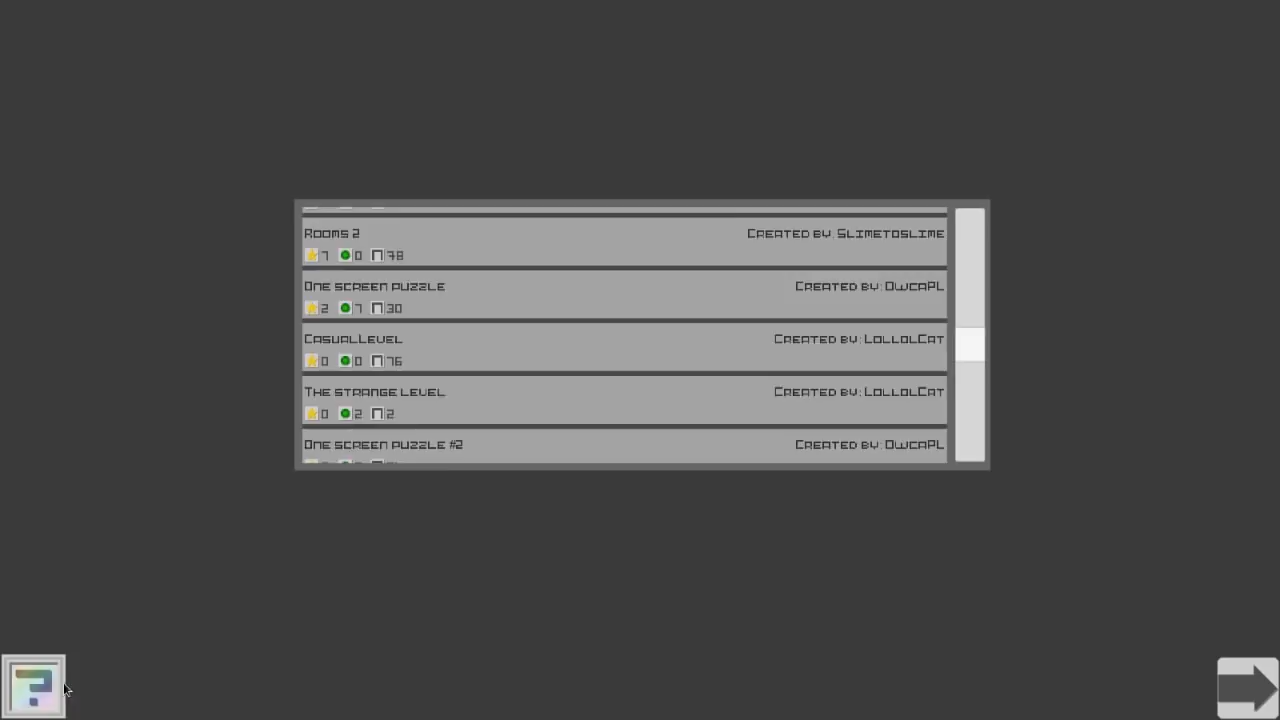 Rooms 2 Created by: Slimetoslime
7 0 78
One screen puzzle Created by: OwcaPL
2 7 30
CasualLevel Created by: LolLolCat
0 0 76
The strange level Created by: LolLolCat
0 2 2
One screen puzzle #2 Created by: OwcaPL
?